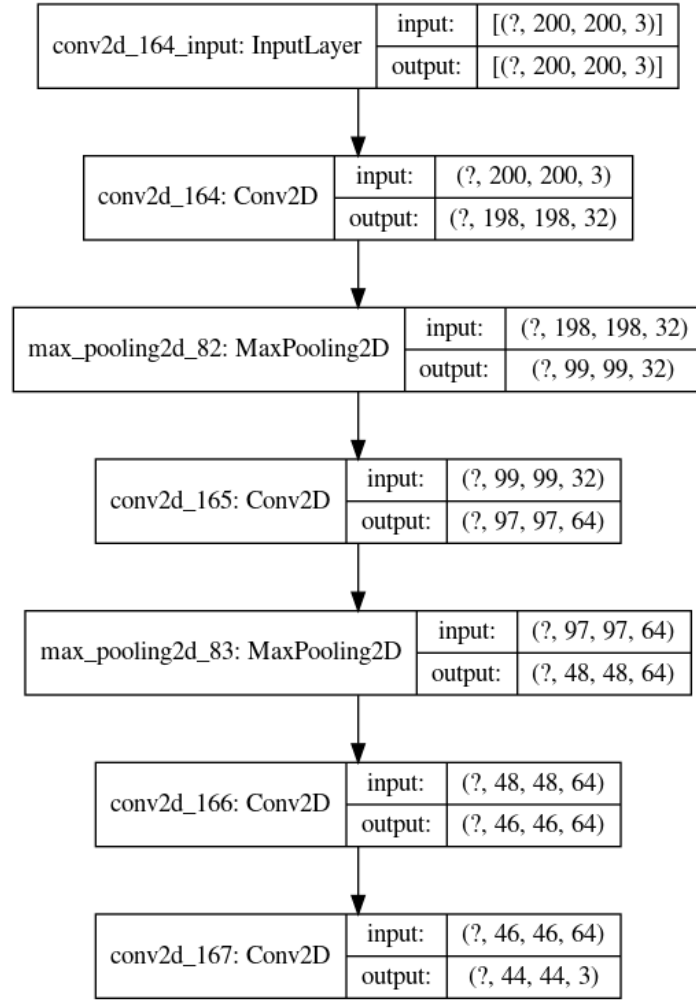 conv2d_164_input: InputLayer
input: [(?, 200, 200, 3)]
output: [(?, 200, 200, 3)]
conv2d_164: Conv2D
input: (?, 200, 200, 3)
output: (?, 198, 198, 32)
max_pooling2d_82: MaxPooling2D
input: (?, 198, 198, 32)
output: (?, 99, 99, 32)
conv2d_165: Conv2D
input: (?, 99, 99, 32)
output: (?, 97, 97, 64)
max_pooling2d_83: MaxPooling2D
input: (?, 97, 97, 64)
output: (?, 48, 48, 64)
conv2d_166: Conv2D
input: (?, 48, 48, 64)
output: (?, 46, 46, 64)
conv2d_167: Conv2D
input: (?, 46, 46, 64)
output: (?, 44, 44, 3)